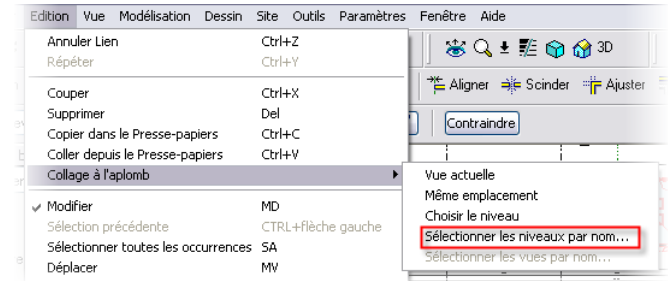 Edition Vue Modélisation Dessin Site Outils Paramètres Fenêtre Aide
Annuler Lien Ctrl+Z
Répéter Ctrl+Y
3D
Couper Ctrl+X
Aligner Scinder Ajuster
Supprimer Del
Copier dans le Presse-papiers Ctrl+C
Contraindre
Coller depuis le Presse-papiers Ctrl+V
Collage à l'aplomb
Vue actuelle
Même emplacement
Choisir le niveau
Sélectionner les niveaux par nom...
Sélectionner les vues par nom...
Modifier MD
Sélection précédente CTRL+flèche gauche
Sélectionner toutes les occurrences SA
Déplacer MV